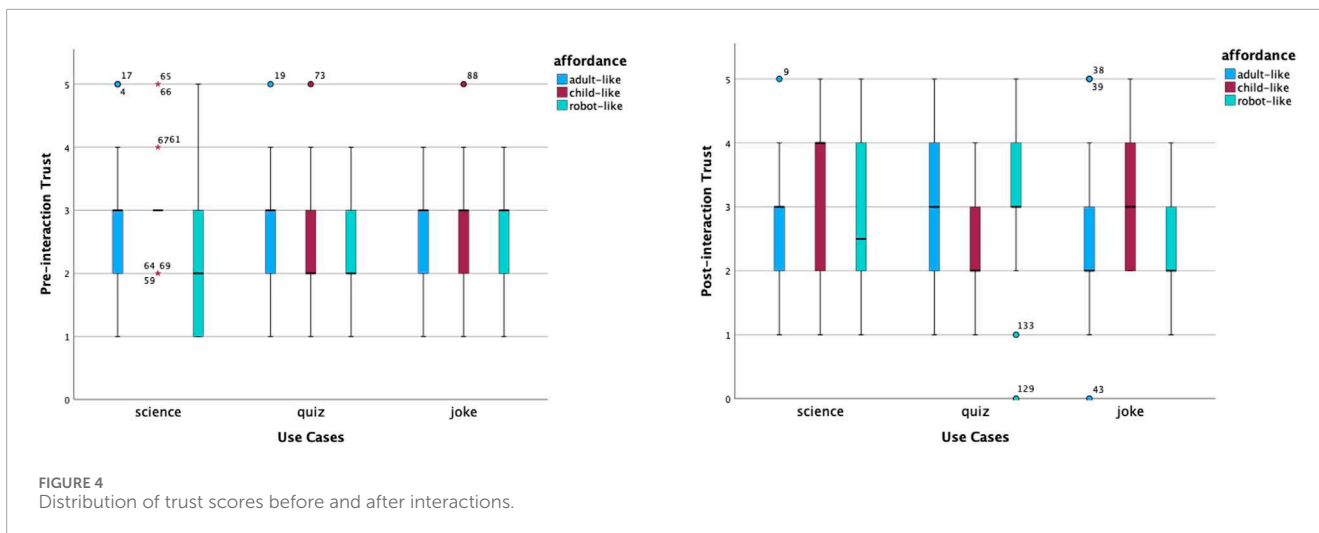 affordance
adult-like
child-like
robot-like
Pre-interaction Trust
5
4
3
2
1
0
17
4
65
66
6761
64 69
59
19
73
88
science
quiz
joke
Use Cases
affordance
adult-like
child-like
robot-like
Post-interaction Trust
5
4
3
2
1
0
9
38
39
133
129
43
science
quiz
joke
Use Cases
FIGURE 4
Distribution of trust scores before and after interactions.